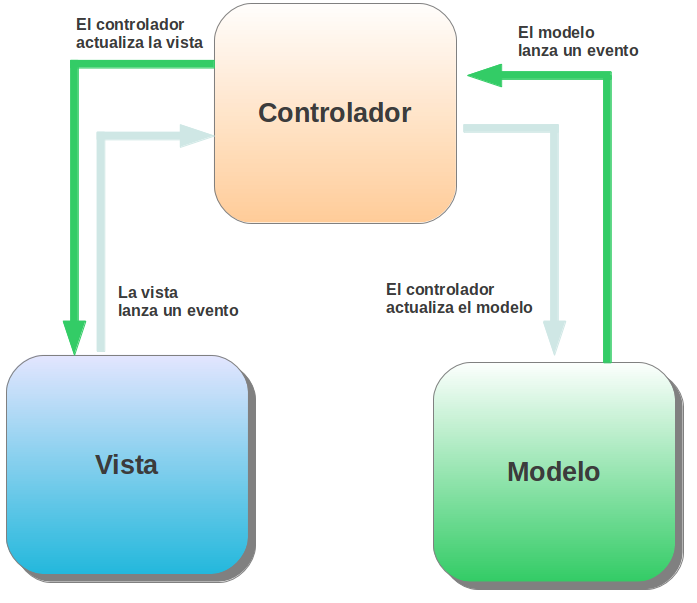 El controlador
actualiza la vista
El modelo
lanza un evento
Controlador
La vista
lanza un evento
El controlador
actualiza el modelo
Vista
Modelo